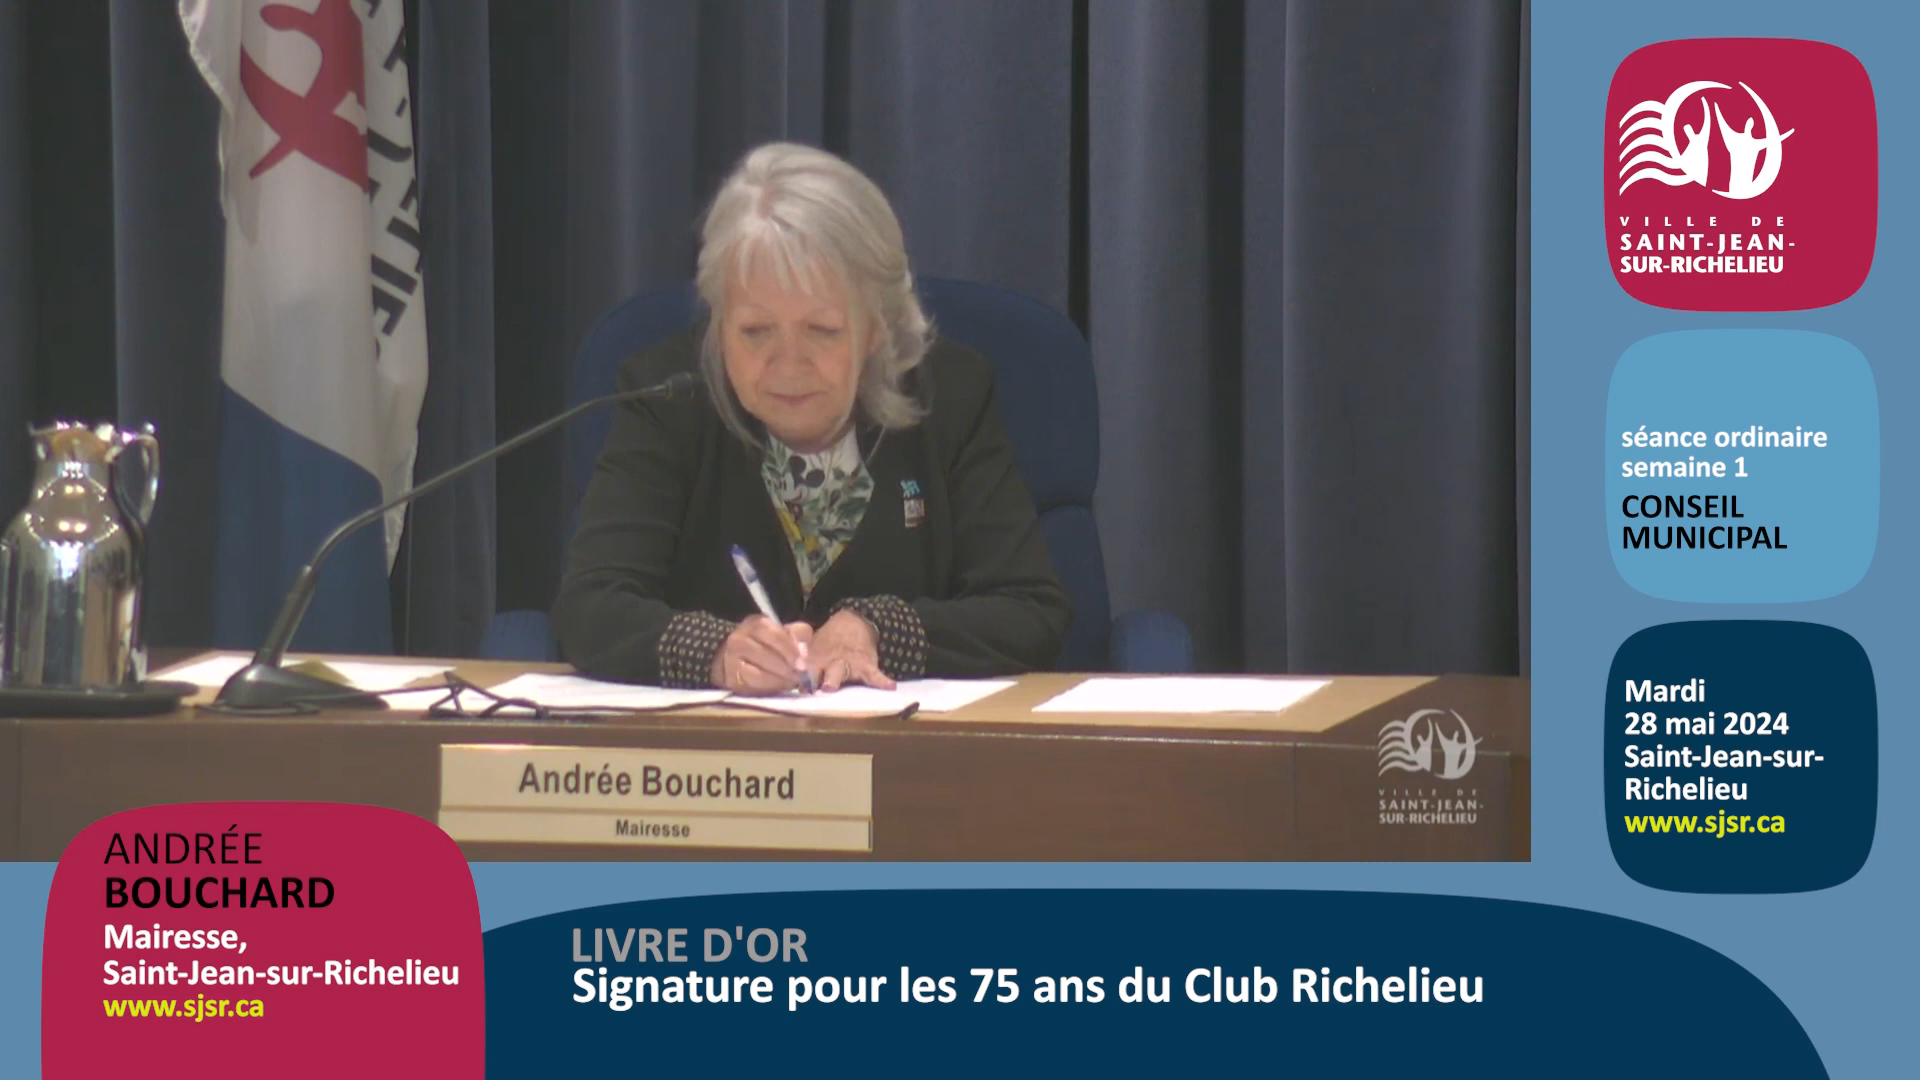 VILLE DE
SAINT-JEAN-
SUR-RICHELIEU
séance ordinaire
semaine 1
CONSEIL
MUNICIPAL
Mardi
28 mai 2024
Saint-Jean-sur-
Richelieu
www.sjsr.ca
Andrée Bouchard
Mairesse
VILLE DE
SAINT-JEAN-
SUR-RICHELIEU
ANDRÉE
BOUCHARD
Mairesse,
Saint-Jean-sur-Richelieu
www.sjsr.ca
LIVRE D'OR
Signature pour les 75 ans du Club Richelieu